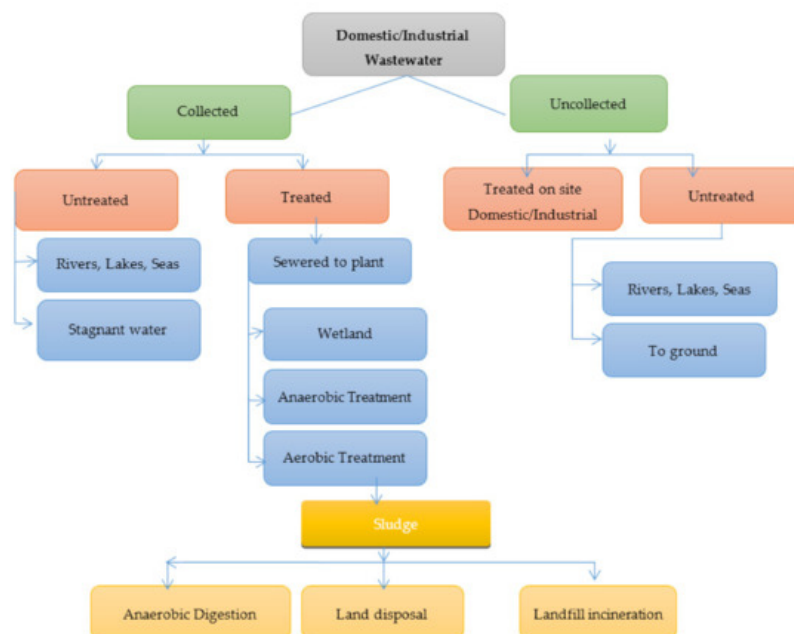 Domestic/Industrial
Wastewater
Collected
Uncollected
Untreated
Treated
Treated on site
Domestic/Industrial
Untreated
Rivers, Lakes, Seas
Stagnant water
Sewered to plant
Wetland
Anaerobic Treatment
Aerobic Treatment
Rivers, Lakes, Seas
To ground
Sludge
Anaerobic Digestion
Land disposal
Landfill incineration